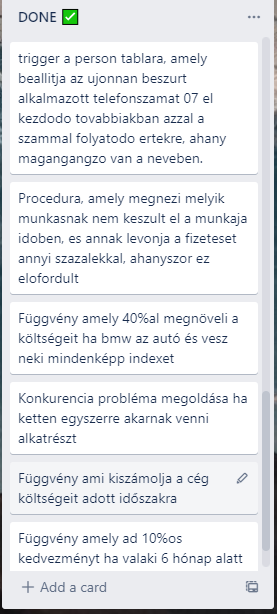 DONE ✅ ...
trigger a person tablara, amely
beallitja az ujonnan beszurt
alkalmazott telefonszamat 07 el
kezdodo tovabbiakban azzal a
szammal folyatodo ertekre, ahany
magangangzo van a neveben.
Procedura, amely megnezi melyik
munkasnak nem keszult el a munkaja
idoben, es annak levonja a fizeteset
annyi szazalekkal, ahanyszor ez
elofordult
Függvény amely 40%al megnöveli a
költségeit ha bmw az autó és vesz
neki mindenképp indexet
Konkurencia probléma megoldása ha
ketten egyszerre akarnak venni
alkatrészt
Függvény ami kiszámolja a cég
költségeit adott időszakra
Függvény amely ad 10%os
kedvezményt ha valaki 6 hónap alatt
+ Add a card